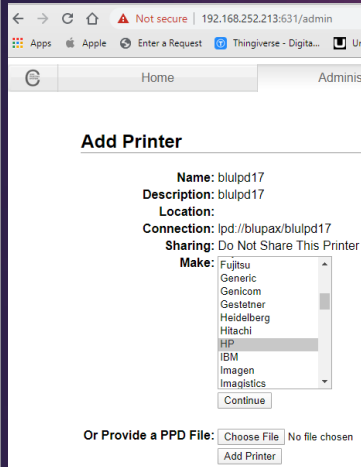 Not secure | 192.168.252.213:631/admin
Apps Apple Enter a Request Thingiverse - Digita... Un
Home Adminis
Add Printer
Name: blulpd17
Description: blulpd17
Location:
Connection: lpd://blupax/blulpd17
Sharing: Do Not Share This Printer
Make:
Fujitsu
Generic
Genicom
Gestetner
Heidelberg
Hitachi
HP
IBM
Imagen
Imagistics
Continue
Or Provide a PPD File: Choose File No file chosen
Add Printer